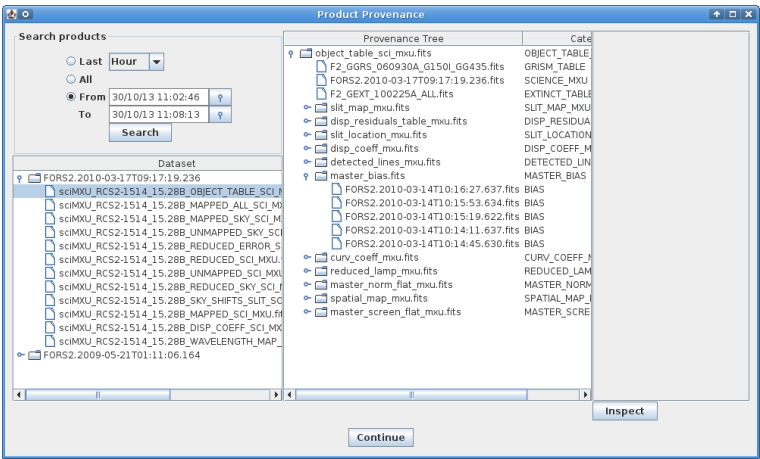 Product Provenance
Search products
Last Hour
All
From 30/10/13 11:02:46
To 30/10/13 11:08:13
Search
Dataset
FORS2.2010-03-17T09:17:19.236
sciMXU_RCS2-1514_15.28B_OBJECT_TABLE_SCI_M
sciMXU_RCS2-1514_15.28B_MAPPED_ALL_SCI_MX
sciMXU_RCS2-1514_15.28B_MAPPED_SKY_SCI_M
sciMXU_RCS2-1514_15.28B_UNMAPPED_SKY_SCI
sciMXU_RCS2-1514_15.28B_REDUCED_ERROR_S
sciMXU_RCS2-1514_15.28B_REDUCED_SCI_MXU.
sciMXU_RCS2-1514_15.28B_UNMAPPED_SCI_MXU
sciMXU_RCS2-1514_15.28B_REDUCED_SKY_SCI_M
sciMXU_RCS2-1514_15.28B_SKY_SHIFTS_SLIT_SC
sciMXU_RCS2-1514_15.28B_MAPPED_SCI_MXU.fi
sciMXU_RCS2-1514_15.28B_DISP_COEFF_SCI_MX
sciMXU_RCS2-1514_15.28B_WAVELENGTH_MAP_
FORS2.2009-05-21T01:11:06.164
Provenance Tree Cate
object_table_sci_mxu.fits OBJECT_TABLE_
F2_GGRS_060930A_G150I_GG435.fits GRISM_TABLE
FORS2.2010-03-17T09:17:19.236.fits SCIENCE_MXU
F2_GEXT_100225A_ALL.fits EXTINCT_TABLE
slit_map_mxu.fits SLIT_MAP_MXU
disp_residuals_table_mxu.fits DISP_RESIDUA
slit_location_mxu.fits SLIT_LOCATION
disp_coeff_mxu.fits DISP_COEFF_M
detected_lines_mxu.fits DETECTED_LIN
master_bias.fits MASTER_BIAS
FORS2.2010-03-14T10:16:27.637.fits BIAS
FORS2.2010-03-14T10:15:53.634.fits BIAS
FORS2.2010-03-14T10:15:19.622.fits BIAS
FORS2.2010-03-14T10:14:11.637.fits BIAS
FORS2.2010-03-14T10:14:45.630.fits BIAS
curv_coeff_mxu.fits CURV_COEFF_M
reduced_lamp_mxu.fits REDUCED_LAM
master_norm_flat_mxu.fits MASTER_NORM
spatial_map_mxu.fits SPATIAL_MAP_
master_screen_flat_mxu.fits MASTER_SCRE
Inspect
Continue